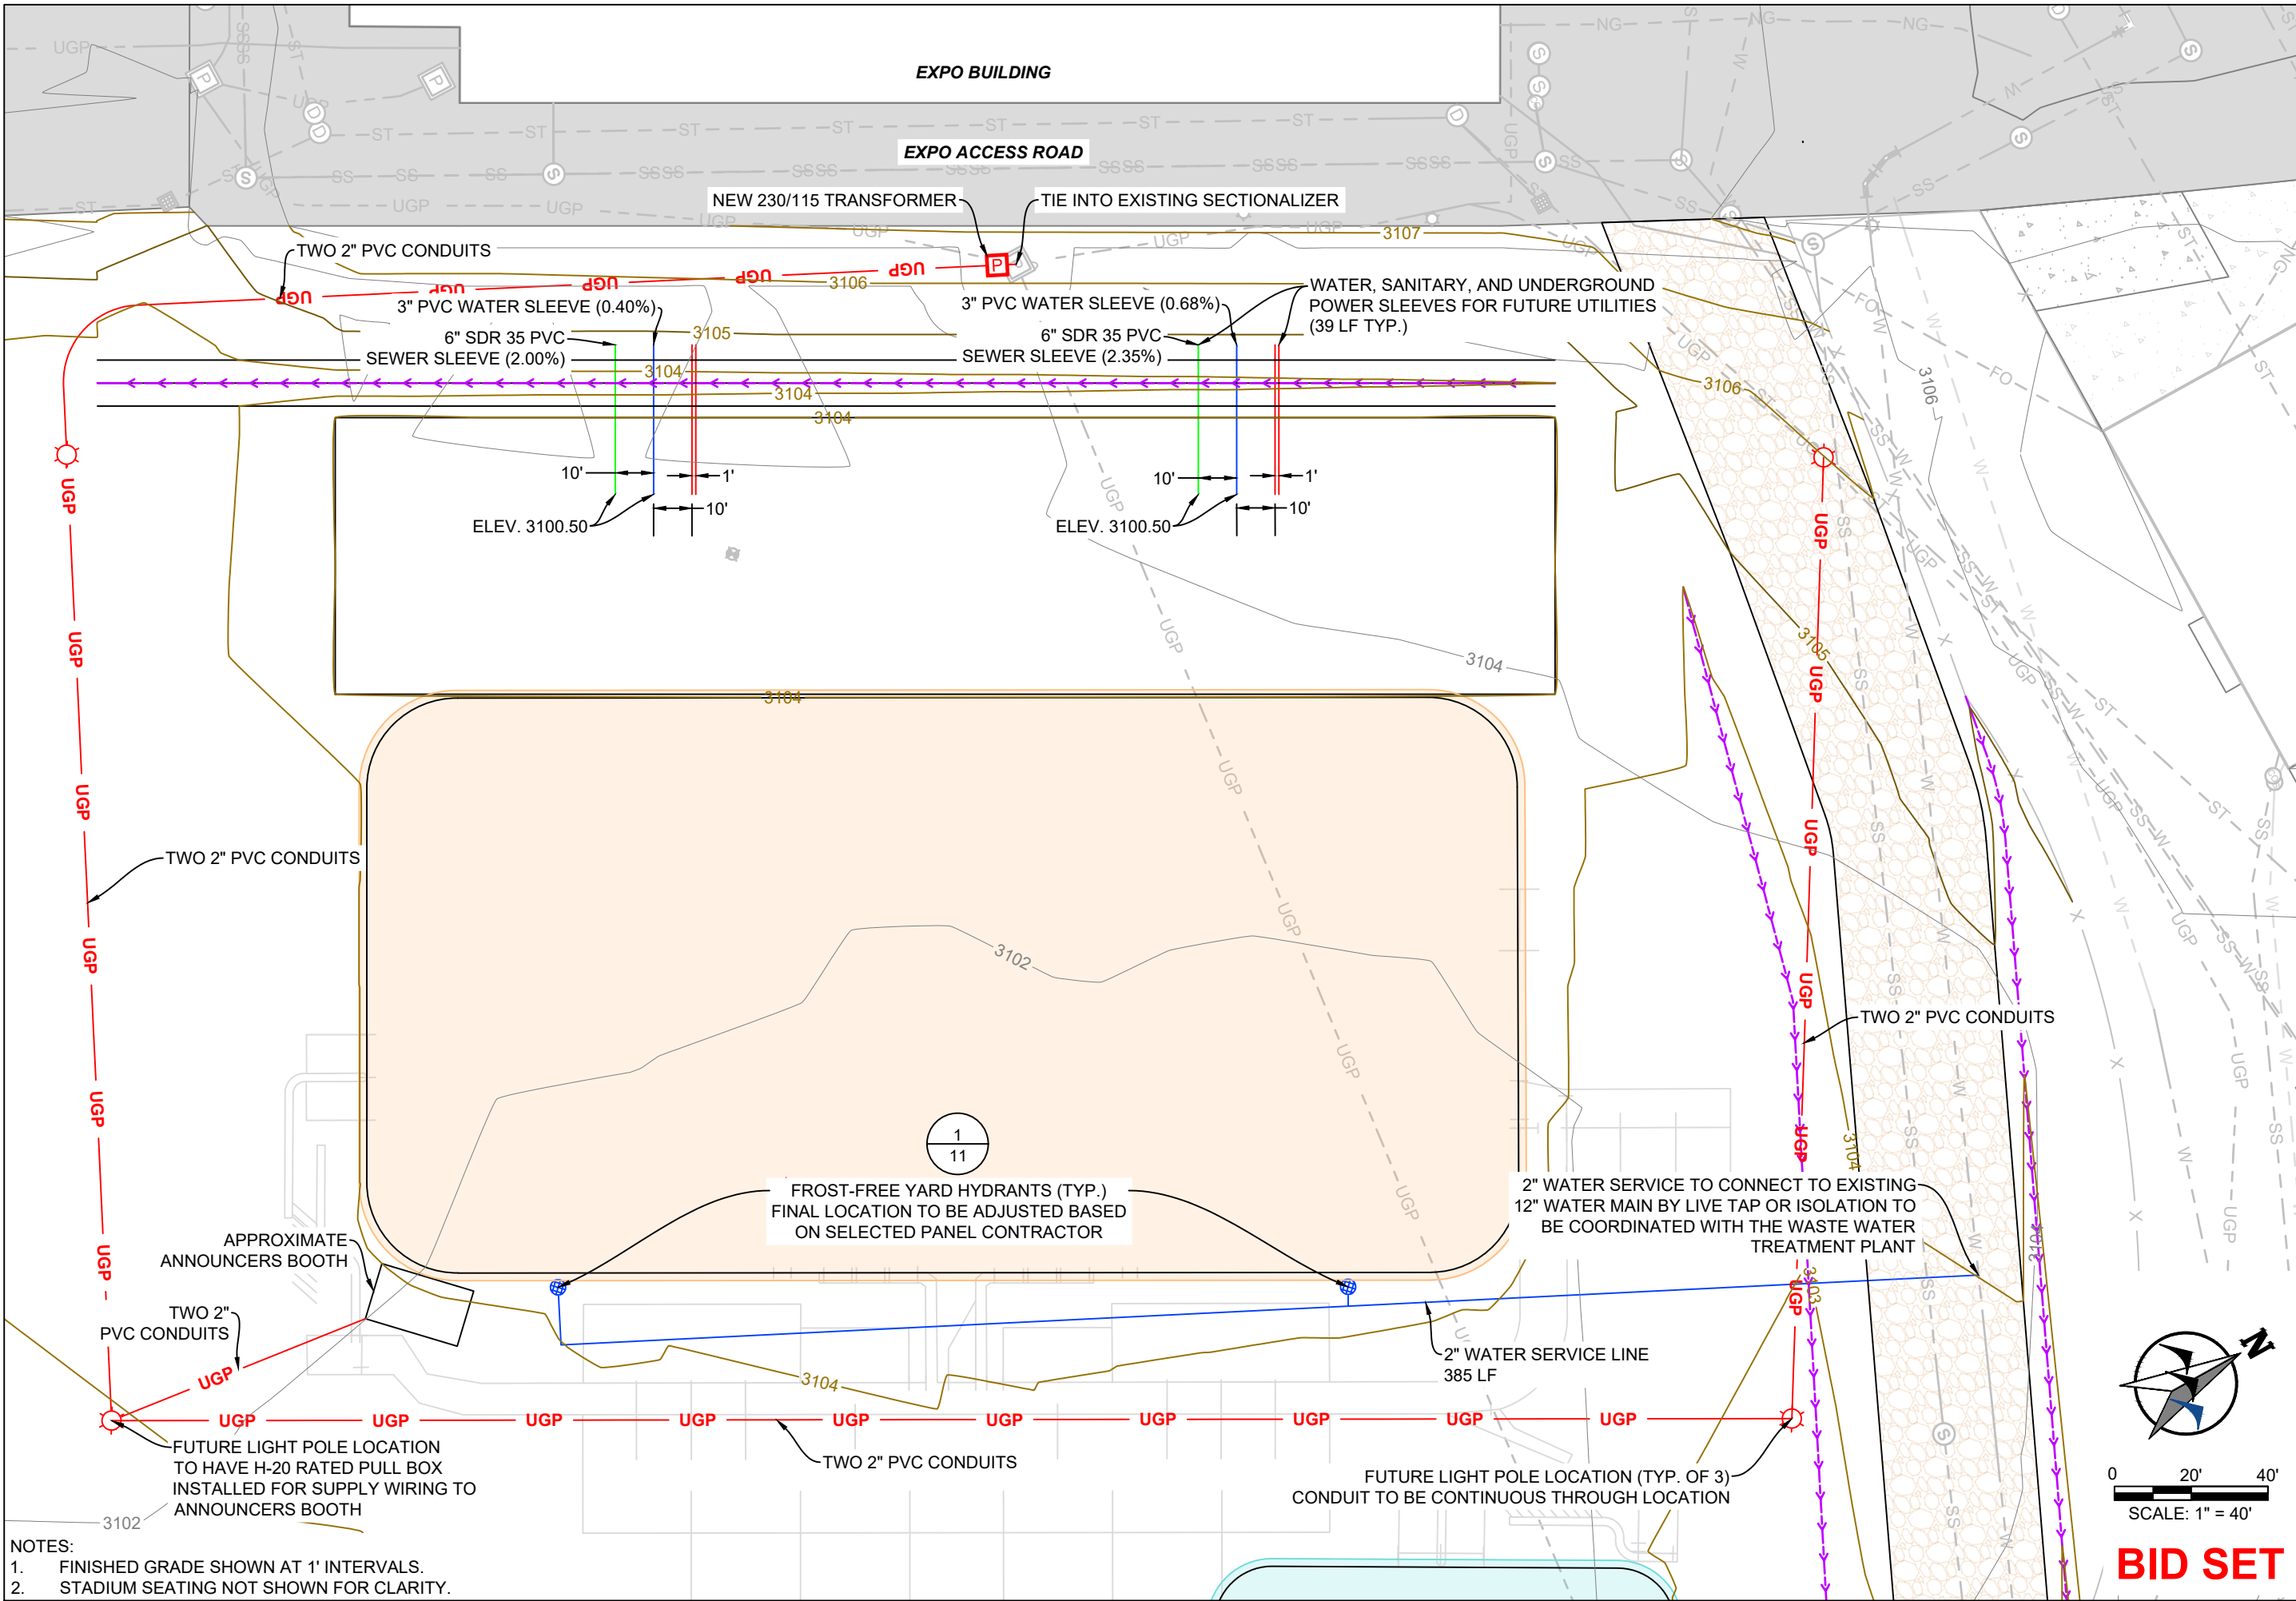 EXPO BUILDING
EXPO ACCESS ROAD
NEW 230/115 TRANSFORMER
TIE INTO EXISTING SECTIONALIZER
P
TWO 2" PVC CONDUITS
3" PVC WATER SLEEVE (0.40%)
6" SDR 35 PVC
SEWER SLEEVE (2.00%)
3" PVC WATER SLEEVE (0.68%)
6" SDR 35 PVC
SEWER SLEEVE (2.35%)
WATER, SANITARY, AND UNDERGROUND
POWER SLEEVES FOR FUTURE UTILITIES
(39 LF TYP.)
3107
3106
3105
3104
3104
3104
3106
3106
10'
1'
10'
ELEV. 3100.50
10'
1'
10'
ELEV. 3100.50
3104
3105
3104
UGP
UGP
UGP
UGP
TWO 2" PVC CONDUITS
3102
TWO 2" PVC CONDUITS
1
11
FROST-FREE YARD HYDRANTS (TYP.)
FINAL LOCATION TO BE ADJUSTED BASED
ON SELECTED PANEL CONTRACTOR
2" WATER SERVICE TO CONNECT TO EXISTING
12" WATER MAIN BY LIVE TAP OR ISOLATION TO
BE COORDINATED WITH THE WASTE WATER
TREATMENT PLANT
3104
3103
APPROXIMATE
ANNOUNCERS BOOTH
TWO 2"
PVC CONDUITS
UGP
2" WATER SERVICE LINE
385 LF
3104
UGP UGP UGP UGP UGP UGP UGP UGP UGP UGP
FUTURE LIGHT POLE LOCATION
TO HAVE H-20 RATED PULL BOX
INSTALLED FOR SUPPLY WIRING TO
ANNOUNCERS BOOTH
TWO 2" PVC CONDUITS
FUTURE LIGHT POLE LOCATION (TYP. OF 3)
CONDUIT TO BE CONTINUOUS THROUGH LOCATION
3102
N
0 20' 40'
SCALE: 1" = 40'
BID SET
NOTES:
1. FINISHED GRADE SHOWN AT 1' INTERVALS.
2. STADIUM SEATING NOT SHOWN FOR CLARITY.